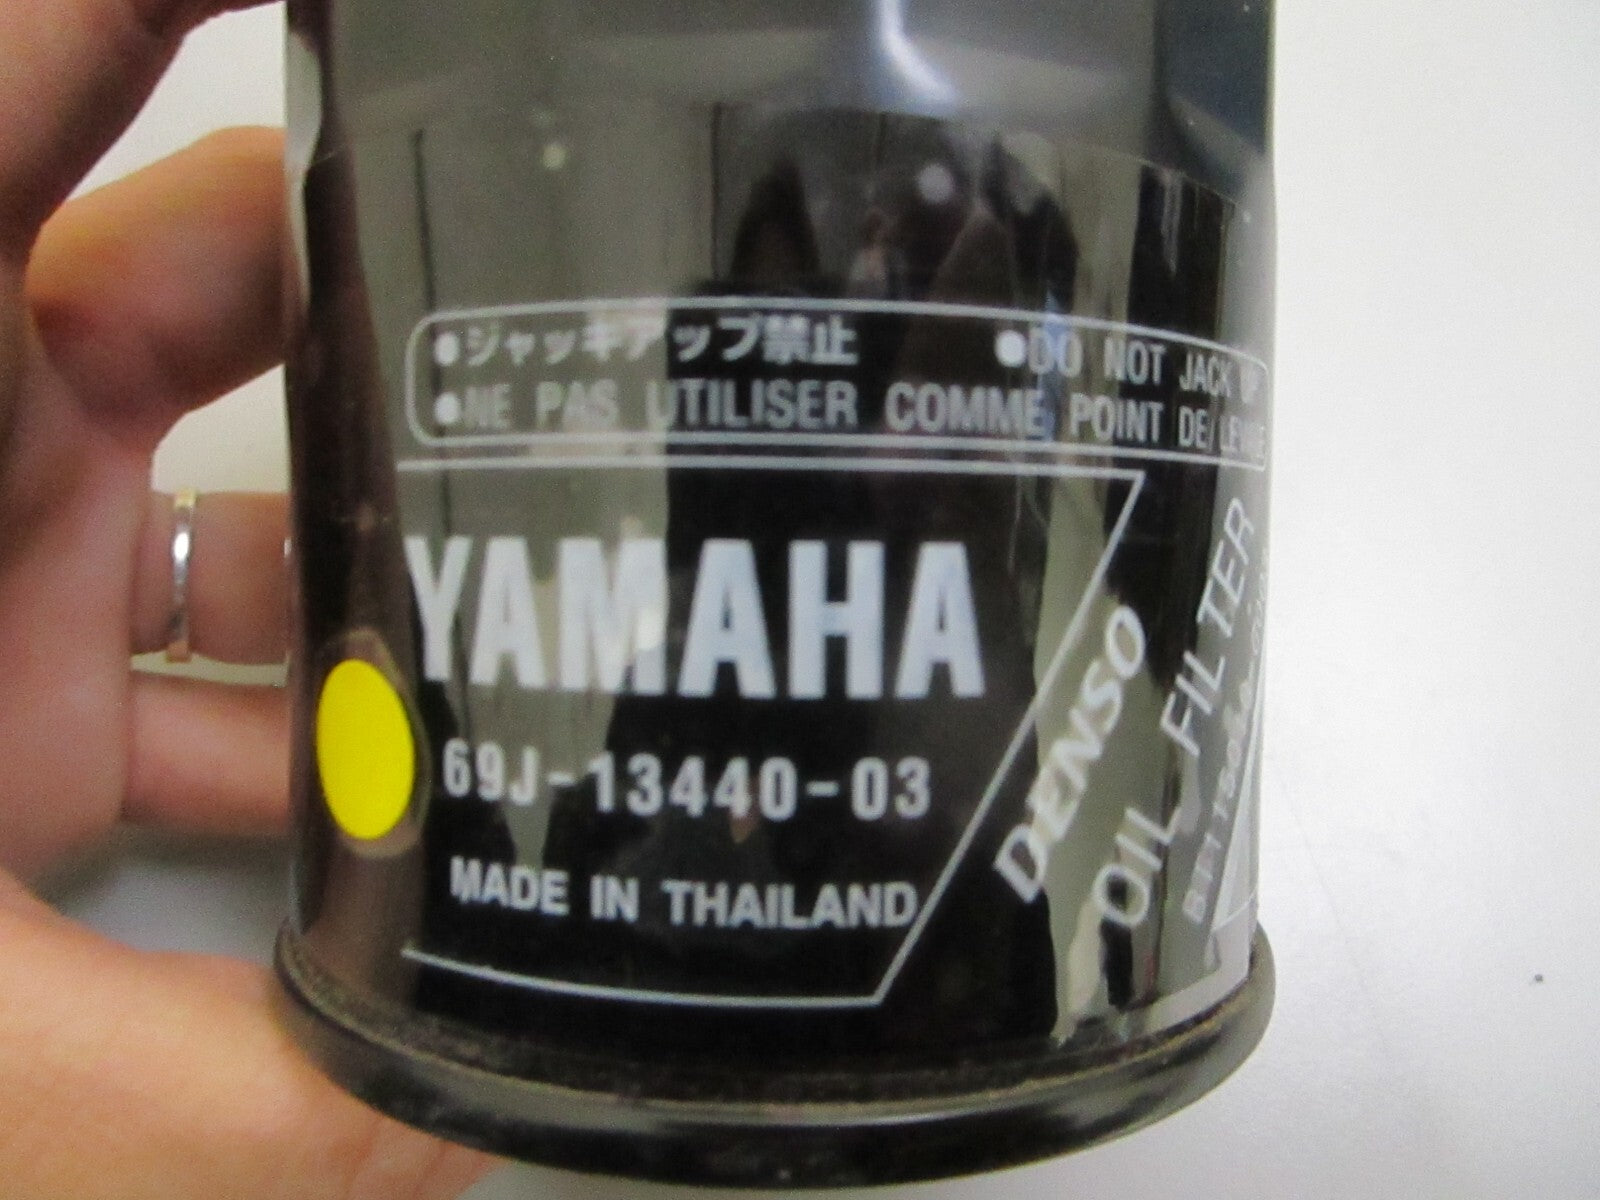 ●ジャッキアップ禁止 ●DO NOT JACK UP
●NE PAS UTILISER COMME POINT DE/LEVAGE
YAMAHA
69J-13440-03
MADE IN THAILAND
DENSO
OIL FILTER